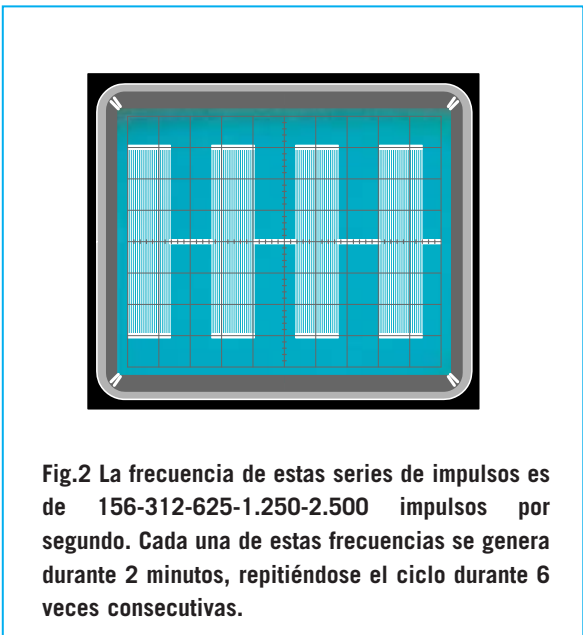 Fig.2 La frecuencia de estas series de impulsos es
de 156-312-625-1.250-2.500 impulsos por
segundo. Cada una de estas frecuencias se genera
durante 2 minutos, repitiéndose el ciclo durante 6
veces consecutivas.